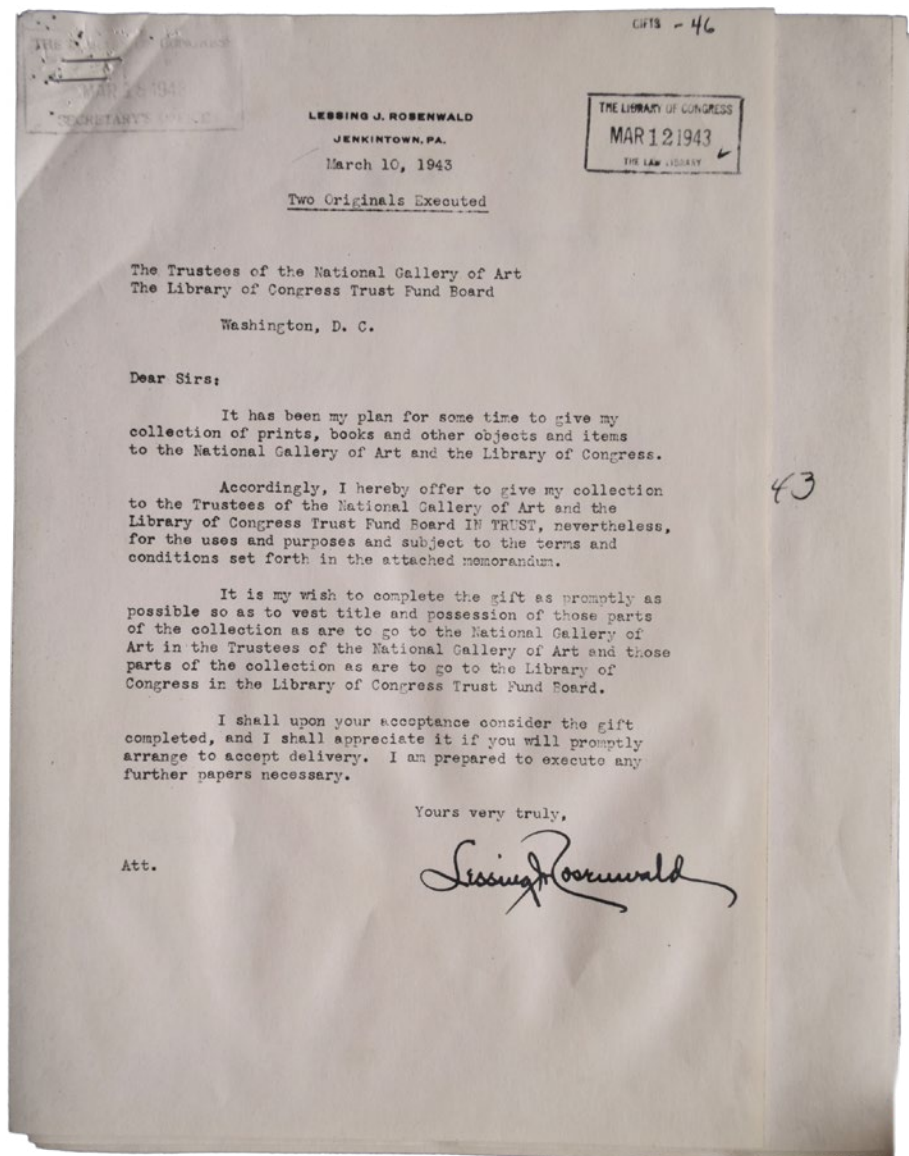 GIFTS - 46
MAR 1943
SECRETARY'S
LESSING J. ROSENWALD
JENKINTOWN, PA.
March 10, 1943
Two Originals Executed
THE LIBRARY OF CONGRESS
MAR 12 1943
THE LAW LIBRARY
The Trustees of the National Gallery of Art
The Library of Congress Trust Fund Board
Washington, D. C.
Dear Sirs:
It has been my plan for some time to give my
collection of prints, books and other objects and items
to the National Gallery of Art and the Library of Congress.
Accordingly, I hereby offer to give my collection
to the Trustees of the National Gallery of Art and the
Library of Congress Trust Fund Board IN TRUST, nevertheless,
for the uses and purposes and subject to the terms and
conditions set forth in the attached memorandum.
43
It is my wish to complete the gift as promptly as
possible so as to vest title and possession of those parts
of the collection as are to go to the National Gallery of
Art in the Trustees of the National Gallery of Art and those
parts of the collection as are to go to the Library of
Congress in the Library of Congress Trust Fund Board.
I shall upon your acceptance consider the gift
completed, and I shall appreciate it if you will promptly
arrange to accept delivery. I am prepared to execute any
further papers necessary.
Yours very truly,
Att.
Lessing J Rosenwald